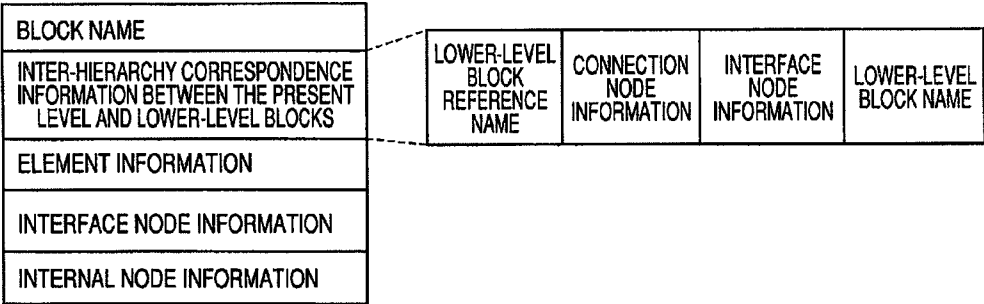 BLOCK NAME
INTER-HIERARCHY CORRESPONDENCE
INFORMATION BETWEEN THE PRESENT
LEVEL AND LOWER-LEVEL BLOCKS
ELEMENT INFORMATION
INTERFACE NODE INFORMATION
INTERNAL NODE INFORMATION
LOWER-LEVEL
BLOCK
REFERENCE
NAME
CONNECTION
NODE
INFORMATION
INTERFACE
NODE
INFORMATION
LOWER-LEVEL
BLOCK NAME